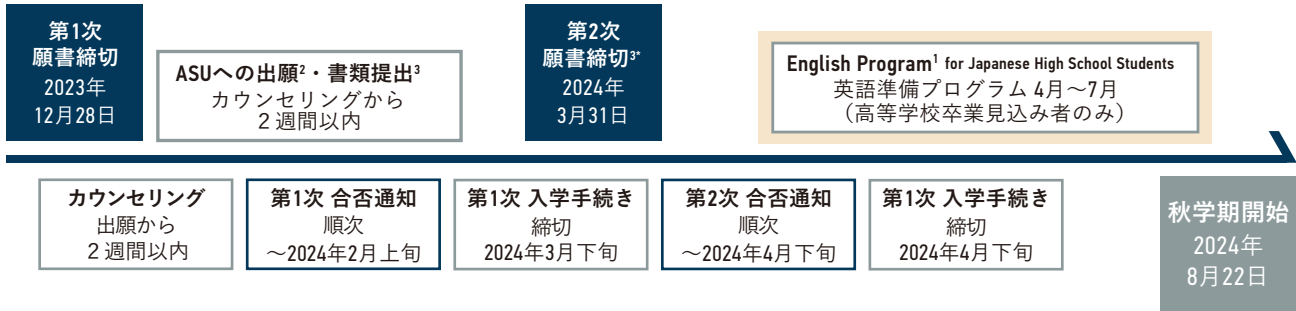 第1次
願書締切
2023年
12月28日
ASUへの出願²・書類提出³
カウンセリングから
２週間以内
第2次
願書締切³*
2024年
3月31日
English Program¹ for Japanese High School Students
英語準備プログラム 4月〜7月
（高等学校卒業見込み者のみ）
カウンセリング
出願から
２週間以内
第1次 合否通知
順次
〜2024年2月上旬
第1次 入学手続き
締切
2024年3月下旬
第2次 合否通知
順次
〜2024年4月下旬
第1次 入学手続き
締切
2024年4月下旬
秋学期開始
2024年
8月22日